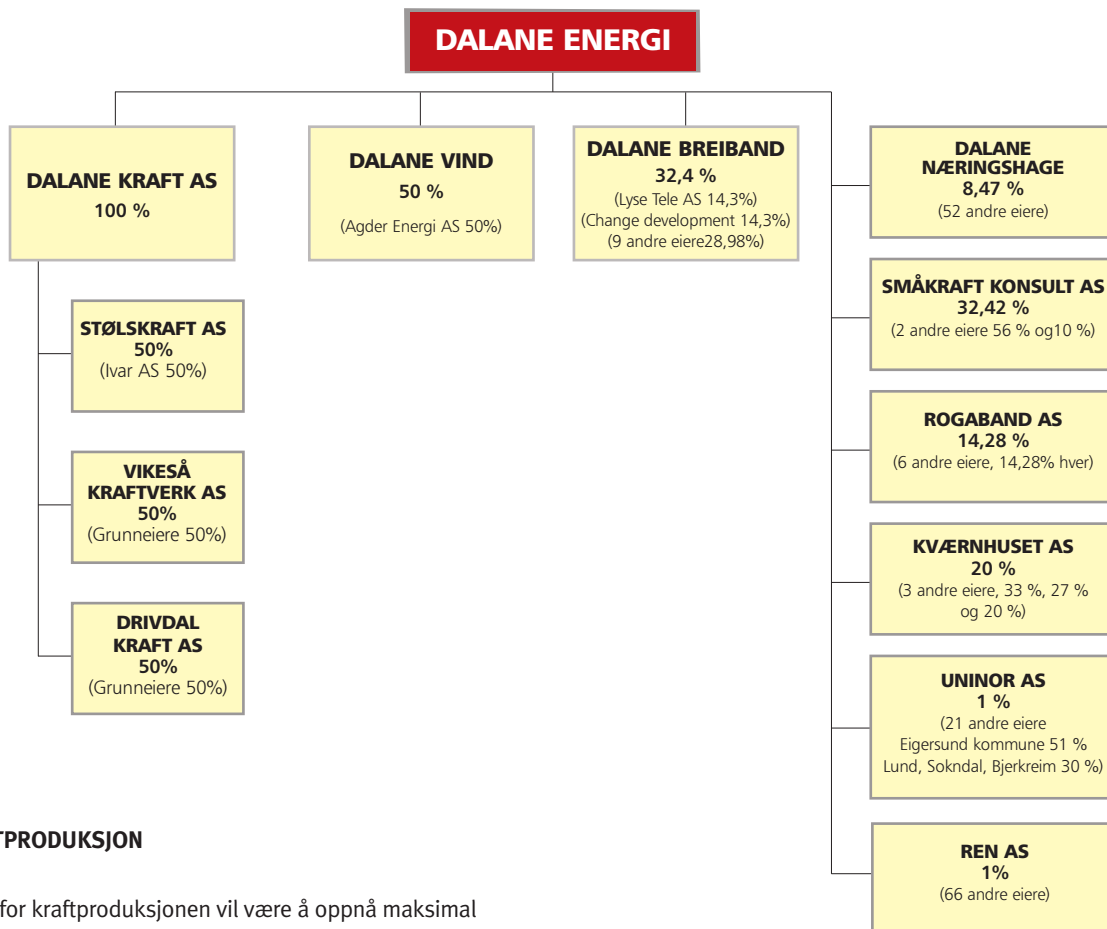 DALANE ENERGI
DALANE KRAFT AS
100 %
DALANE VIND
50 %
(Agder Energi AS 50%)
DALANE BREIBAND
32,4 %
(Lyse Tele AS 14,3%)
(Change development 14,3%)
(9 andre eiere28,98%)
STØLSKRAFT AS
50%
(Ivar AS 50%)
VIKESÅ
KRAFTVERK AS
50%
(Grunneiere 50%)
DRIVDAL
KRAFT AS
50%
(Grunneiere 50%)
DALANE
NÆRINGSHAGE
8,47 %
(52 andre eiere)
SMÅKRAFT KONSULT AS
32,42 %
(2 andre eiere 56 % og10 %)
ROGABAND AS
14,28 %
(6 andre eiere, 14,28% hver)
KVÆRNHUSET AS
20 %
(3 andre eiere, 33 %, 27 %
og 20 %)
UNINOR AS
1 %
(21 andre eiere
Eigersund kommune 51 %
Lund, Sokndal, Bjerkreim 30 %)
REN AS
1%
(66 andre eiere)
TPRODUKSJON
for kraftproduksjonen vil være å oppnå maksimal